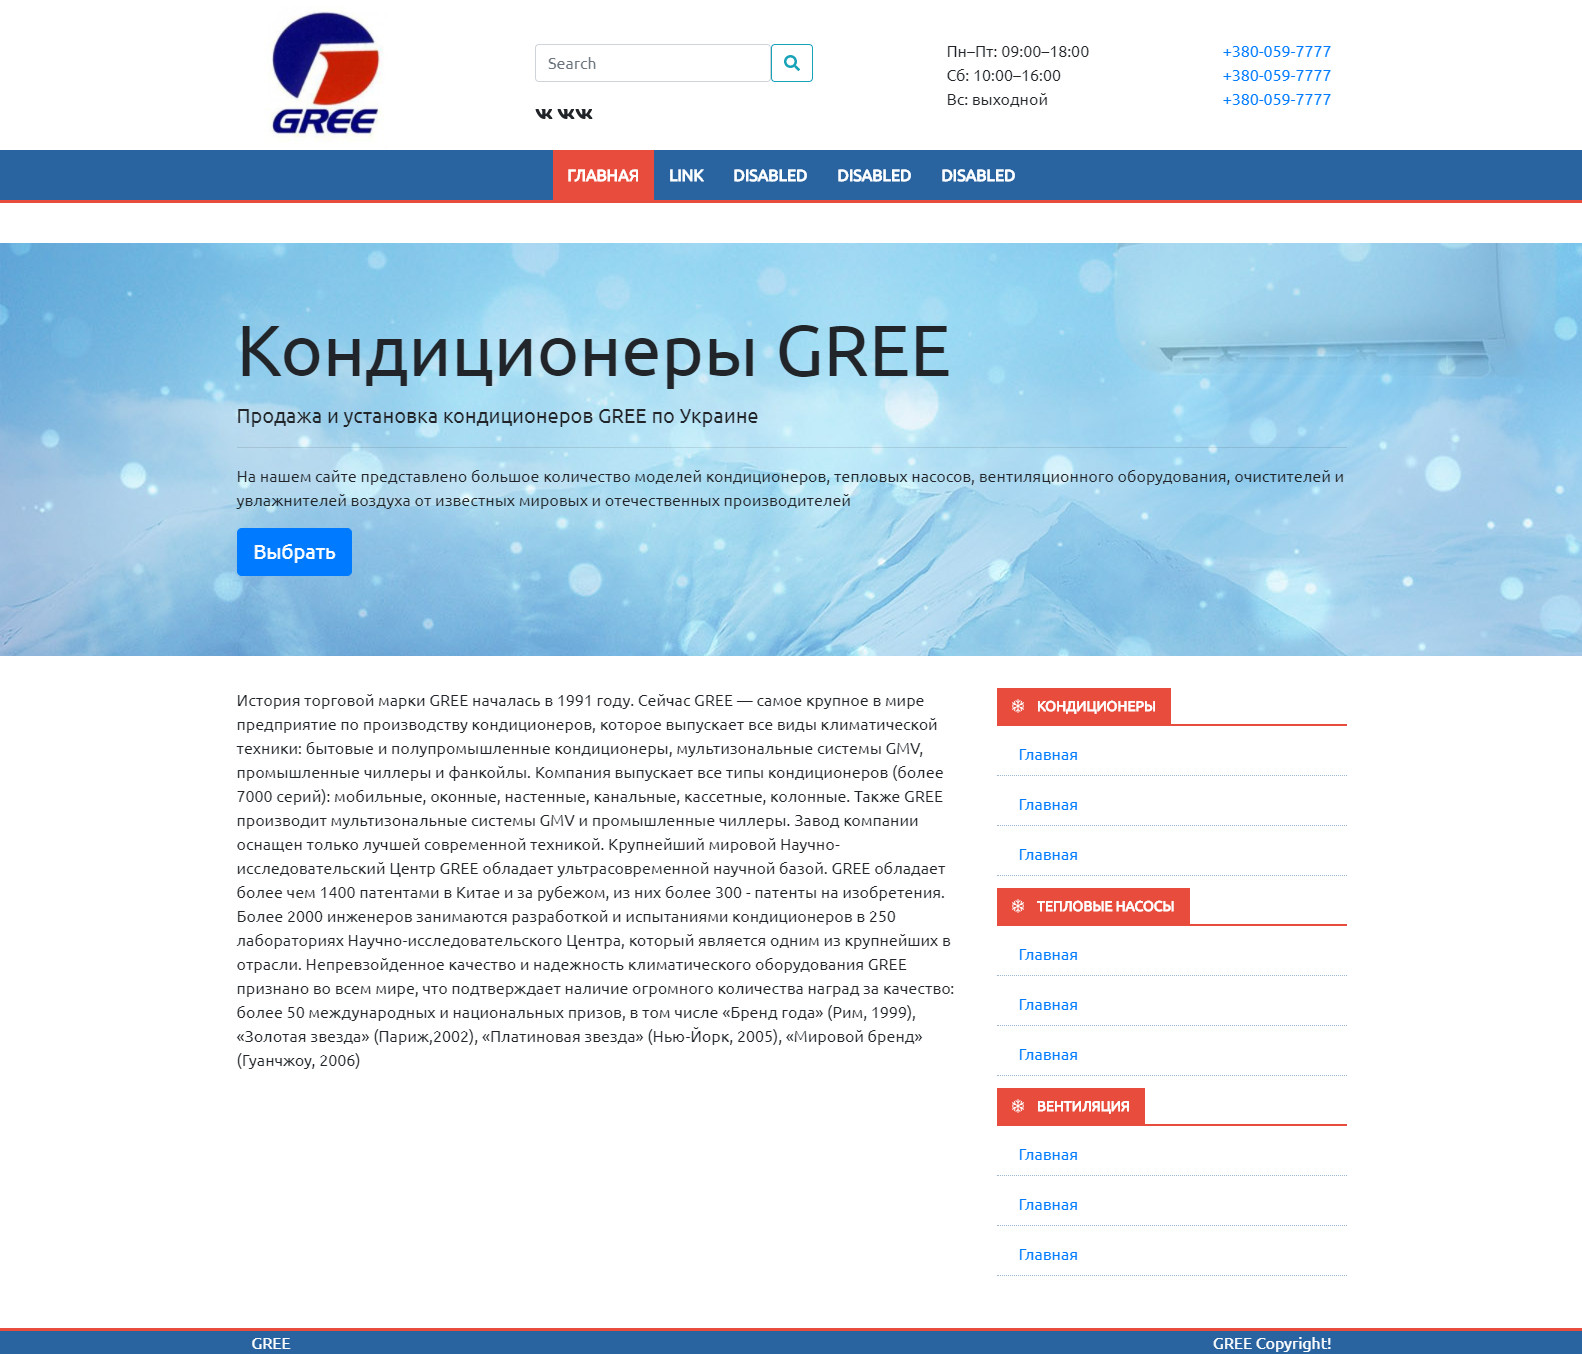 GREE
Search
Пн–Пт: 09:00–18:00
Сб: 10:00–16:00
Вс: выходной
+380-059-7777
+380-059-7777
+380-059-7777
ГЛАВНАЯ
LINK
DISABLED
DISABLED
DISABLED
Кондиционеры GREE
Продажа и установка кондиционеров GREE по Украине
На нашем сайте представлено большое количество моделей кондиционеров, тепловых насосов, вентиляционного оборудования, очистителей и
увлажнителей воздуха от известных мировых и отечественных производителей
Выбрать
История торговой марки GREE началась в 1991 году. Сейчас GREE — самое крупное в мире
предприятие по производству кондиционеров, которое выпускает все виды климатической
техники: бытовые и полупромышленные кондиционеры, мультизональные системы GMV,
промышленные чиллеры и фанкойлы. Компания выпускает все типы кондиционеров (более
7000 серий): мобильные, оконные, настенные, канальные, кассетные, колонные. Также GREE
производит мультизональные системы GMV и промышленные чиллеры. Завод компании
оснащен только лучшей современной техникой. Крупнейший мировой Научно-
исследовательский Центр GREE обладает ультрасовременной научной базой. GREE обладает
более чем 1400 патентами в Китае и за рубежом, из них более 300 - патенты на изобретения.
Более 2000 инженеров занимаются разработкой и испытаниями кондиционеров в 250
лабораториях Научно-исследовательского Центра, который является одним из крупнейших в
отрасли. Непревзойденное качество и надежность климатического оборудования GREE
признано во всем мире, что подтверждает наличие огромного количества наград за качество:
более 50 международных и национальных призов, в том числе «Бренд года» (Рим, 1999),
«Золотая звезда» (Париж,2002), «Платиновая звезда» (Нью-Йорк, 2005), «Мировой бренд»
(Гуанчжоу, 2006)
КОНДИЦИОНЕРЫ
Главная
Главная
Главная
ТЕПЛОВЫЕ НАСОСЫ
Главная
Главная
Главная
ВЕНТИЛЯЦИЯ
Главная
Главная
Главная
GREE
GREE Copyright!